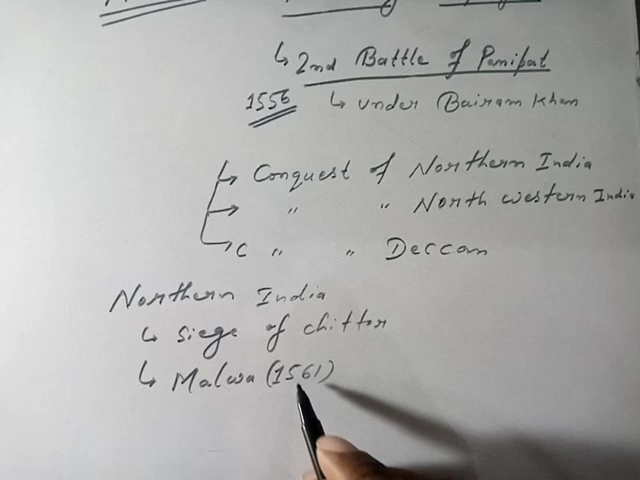 ↳ 2nd Battle of Panipat
1556 ↳ under Bairam Khan
→ Conquest of Northern India
→ " " North western India
→ C " " Deccan
Northern India
↳ siege of chittor
↳ Malwa (1561)